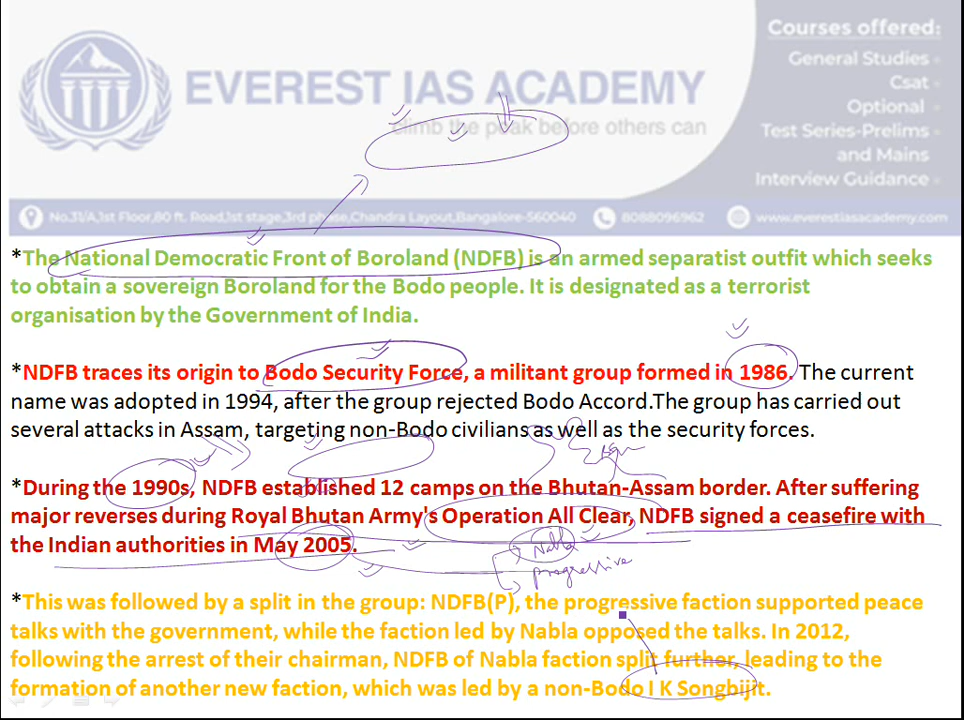 Courses offered:
EVEREST IAS ACADEMY
climb the peak before others can
General Studies
Csat
Optional
Test Series-Prelims
and Mains
Interview Guidance
No.31/A,1st Floor,80 ft. Road,1st stage,3rd phase,Chandra Layout,Bangalore-560040
8088096962
www.everestiasacademy.com
*The National Democratic Front of Boroland (NDFB) is an armed separatist outfit which seeks
to obtain a sovereign Boroland for the Bodo people. It is designated as a terrorist
organisation by the Government of India.
*NDFB traces its origin to Bodo Security Force, a militant group formed in 1986. The current
name was adopted in 1994, after the group rejected Bodo Accord.The group has carried out
several attacks in Assam, targeting non-Bodo civilians as well as the security forces.
*During the 1990s, NDFB established 12 camps on the Bhutan-Assam border. After suffering
major reverses during Royal Bhutan Army's Operation All Clear, NDFB signed a ceasefire with
the Indian authorities in May 2005.
Nabla
Progressive
*This was followed by a split in the group: NDFB(P), the progressive faction supported peace
talks with the government, while the faction led by Nabla opposed the talks. In 2012,
following the arrest of their chairman, NDFB of Nabla faction split further, leading to the
formation of another new faction, which was led by a non-Bodo I K Songbijit.